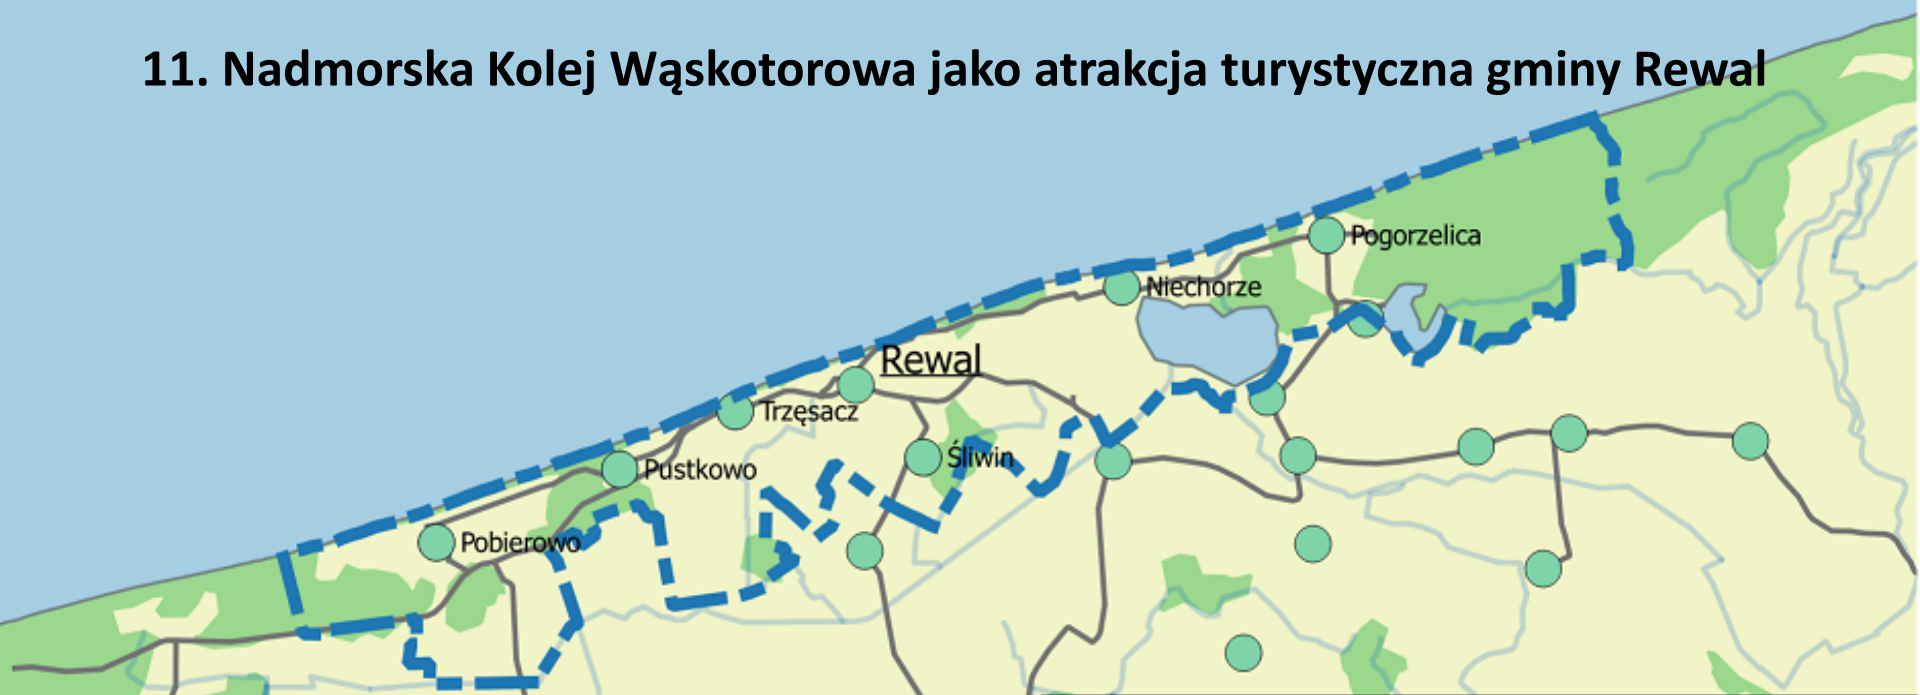 11. Nadmorska Kolej Wąskotorowa jako atrakcja turystyczna gminy Rewal
Pogorzelica
Niechorze
Rewal
Trzęsacz
Śliwin
Pustkowo
Pobierowo